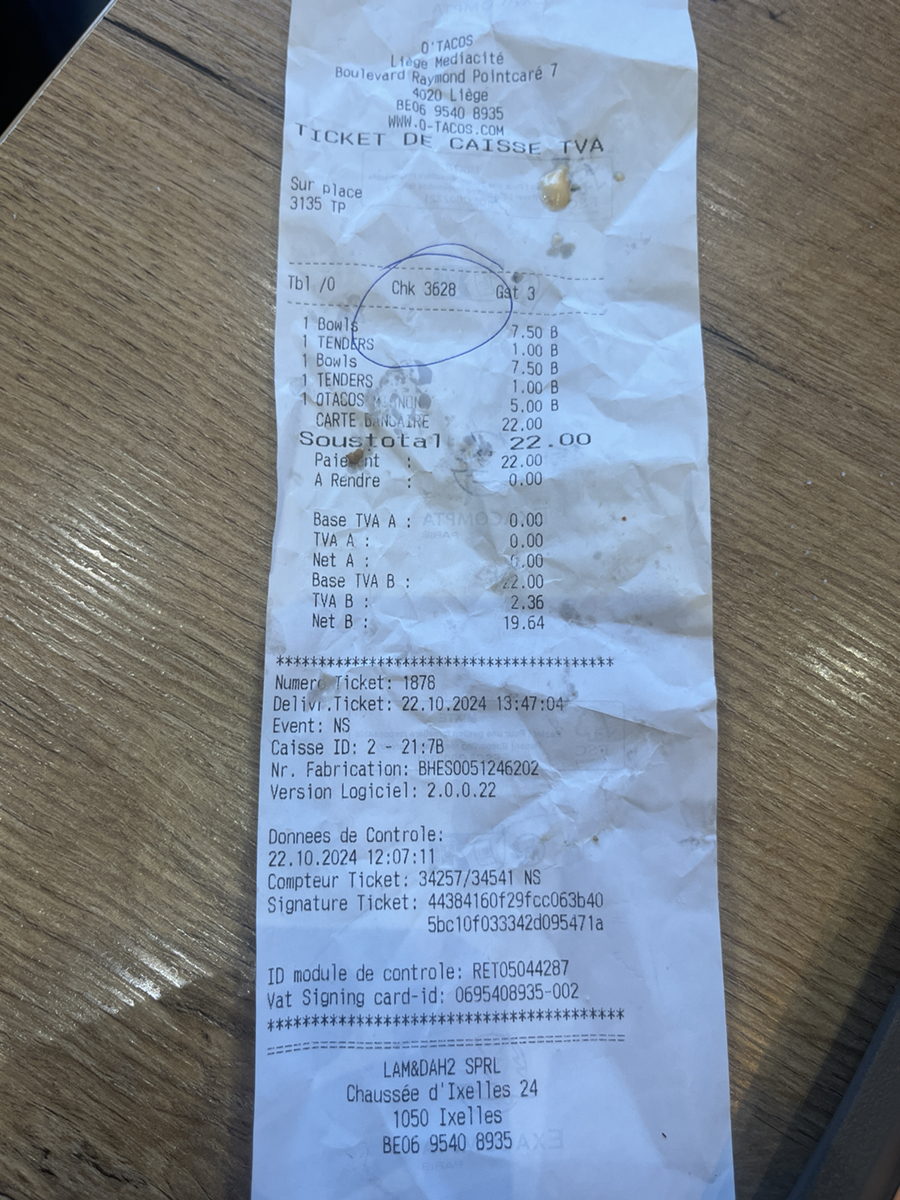 O'TACOS
Liège Mediacité
Boulevard Raymond Pointcaré 7
4020 Liège
BE06 9540 8935
WWW.O-TACOS.COM
TICKET DE CAISSE TVA
Sur place
3135 TP
Tbl /0 Chk 3628 Gst 3
1 Bowls 7.50 B
1 TENDERS 1.00 B
1 Bowls 7.50 B
1 TENDERS 1.00 B
1 OTACOS 5.00 B
CARTE BANCAIRE 22.00
Soustotal 22.00
Paiement : 22.00
A Rendre : 0.00
Base TVA A : 0.00
TVA A : 0.00
Net A : 0.00
Base TVA B : 22.00
TVA B : 2.36
Net B : 19.64
****************************************
Numero Ticket: 1878
Delivr.Ticket: 22.10.2024 13:47:04
Event: NS
Caisse ID: 2 - 21:7B
Nr. Fabrication: BHES0051246202
Version Logiciel: 2.0.0.22
Donnees de Controle:
22.10.2024 12:07:11
Compteur Ticket: 34257/34541 NS
Signature Ticket: 44384160f29fcc063b40
5bc10f033342d095471a
ID module de controle: RET05044287
Vat Signing card-id: 0695408935-002
****************************************
========================================
LAM&DAH2 SPRL
Chaussée d'Ixelles 24
1050 Ixelles
BE06 9540 8935